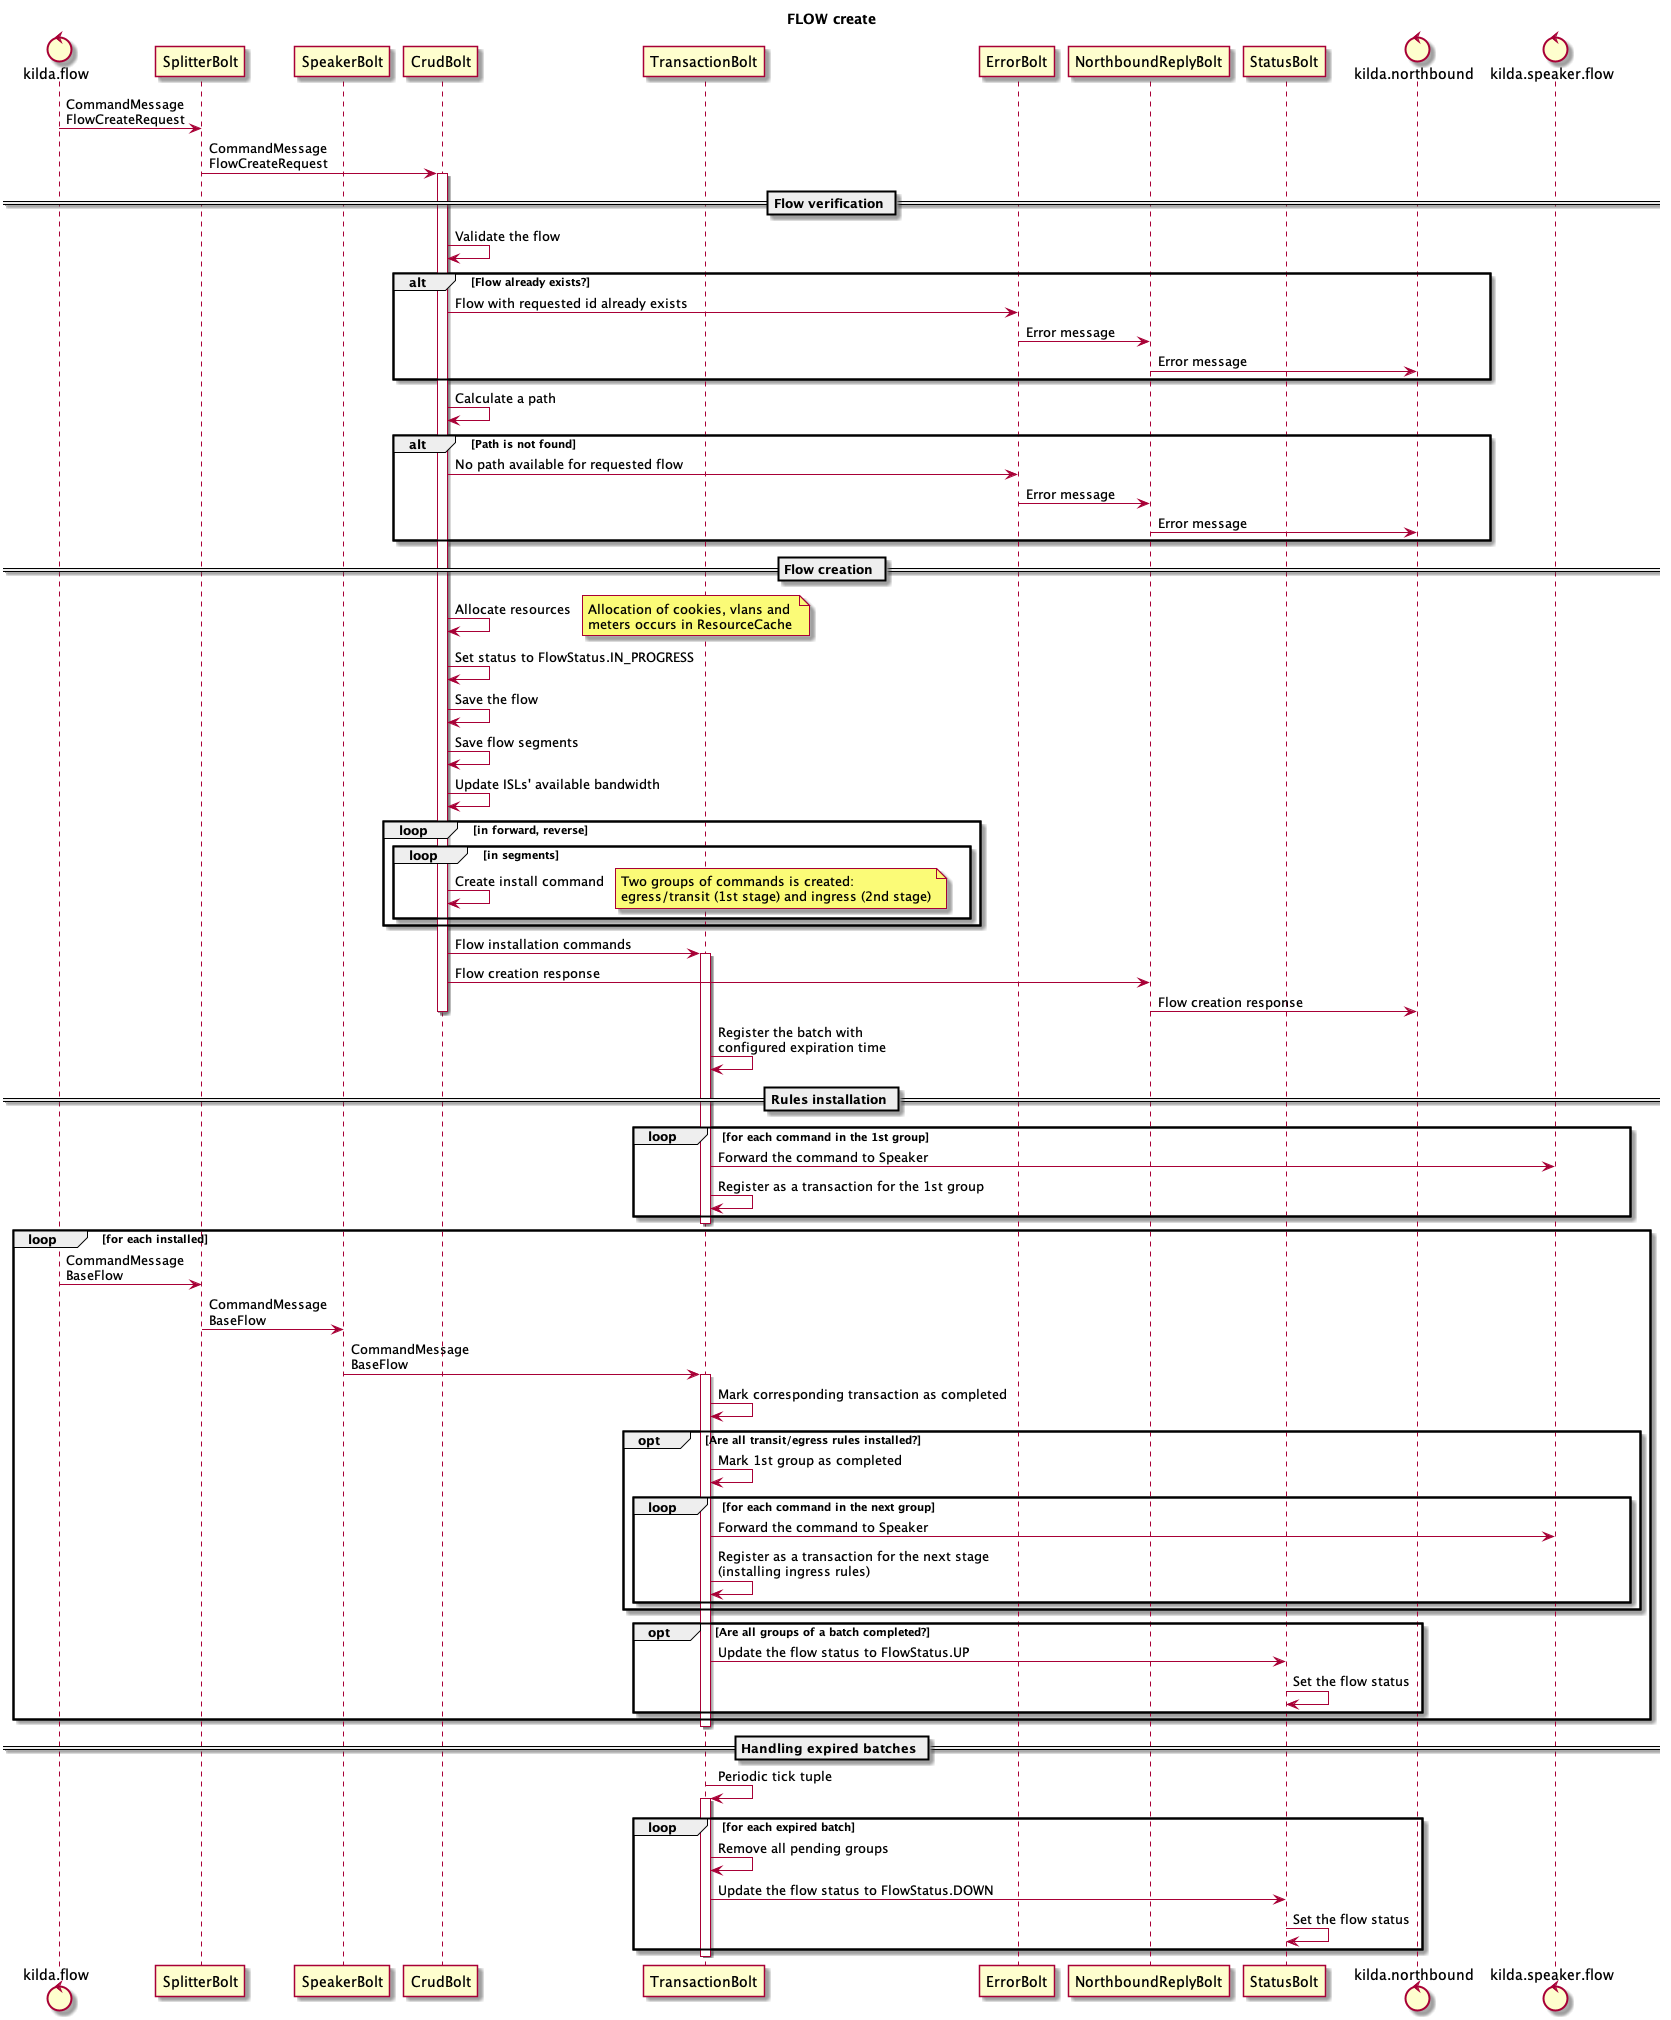 FLOW create
kilda.flow
SplitterBolt
SpeakerBolt
CrudBolt
TransactionBolt
ErrorBolt
NorthboundReplyBolt
StatusBolt
kilda.northbound
kilda.speaker.flow
CommandMessage
FlowCreateRequest
CommandMessage
FlowCreateRequest
Flow verification
Validate the flow
alt
[Flow already exists?]
Flow with requested id already exists
Error message
Error message
Calculate a path
alt
[Path is not found]
No path available for requested flow
Error message
Error message
Flow creation
Allocate resources
Allocation of cookies, vlans and
meters occurs in ResourceCache
Set status to FlowStatus.IN_PROGRESS
Save the flow
Save flow segments
Update ISLs' available bandwidth
loop
[in forward, reverse]
loop
[in segments]
Create install command
Two groups of commands is created:
egress/transit (1st stage) and ingress (2nd stage)
Flow installation commands
Flow creation response
Flow creation response
Register the batch with
configured expiration time
Rules installation
loop
[for each command in the 1st group]
Forward the command to Speaker
Register as a transaction for the 1st group
loop
[for each installed]
CommandMessage
BaseFlow
CommandMessage
BaseFlow
CommandMessage
BaseFlow
Mark corresponding transaction as completed
opt
[Are all transit/egress rules installed?]
Mark 1st group as completed
loop
[for each command in the next group]
Forward the command to Speaker
Register as a transaction for the next stage
(installing ingress rules)
opt
[Are all groups of a batch completed?]
Update the flow status to FlowStatus.UP
Set the flow status
Handling expired batches
Periodic tick tuple
loop
[for each expired batch]
Remove all pending groups
Update the flow status to FlowStatus.DOWN
Set the flow status
kilda.flow
SplitterBolt
SpeakerBolt
CrudBolt
TransactionBolt
ErrorBolt
NorthboundReplyBolt
StatusBolt
kilda.northbound
kilda.speaker.flow